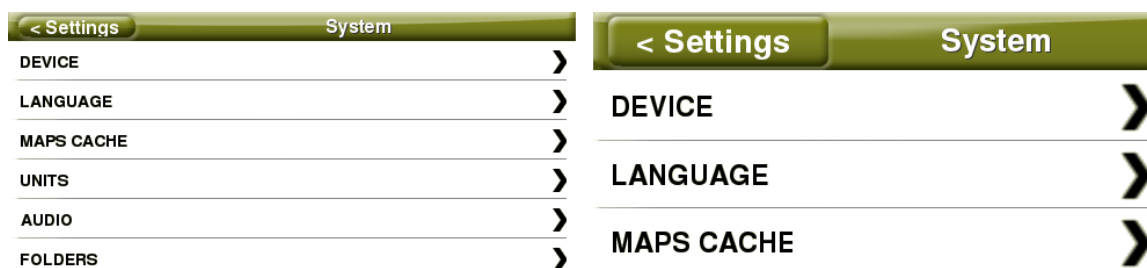 < Settings
System
DEVICE
LANGUAGE
MAPS CACHE
UNITS
AUDIO
FOLDERS
< Settings
System
DEVICE
LANGUAGE
MAPS CACHE